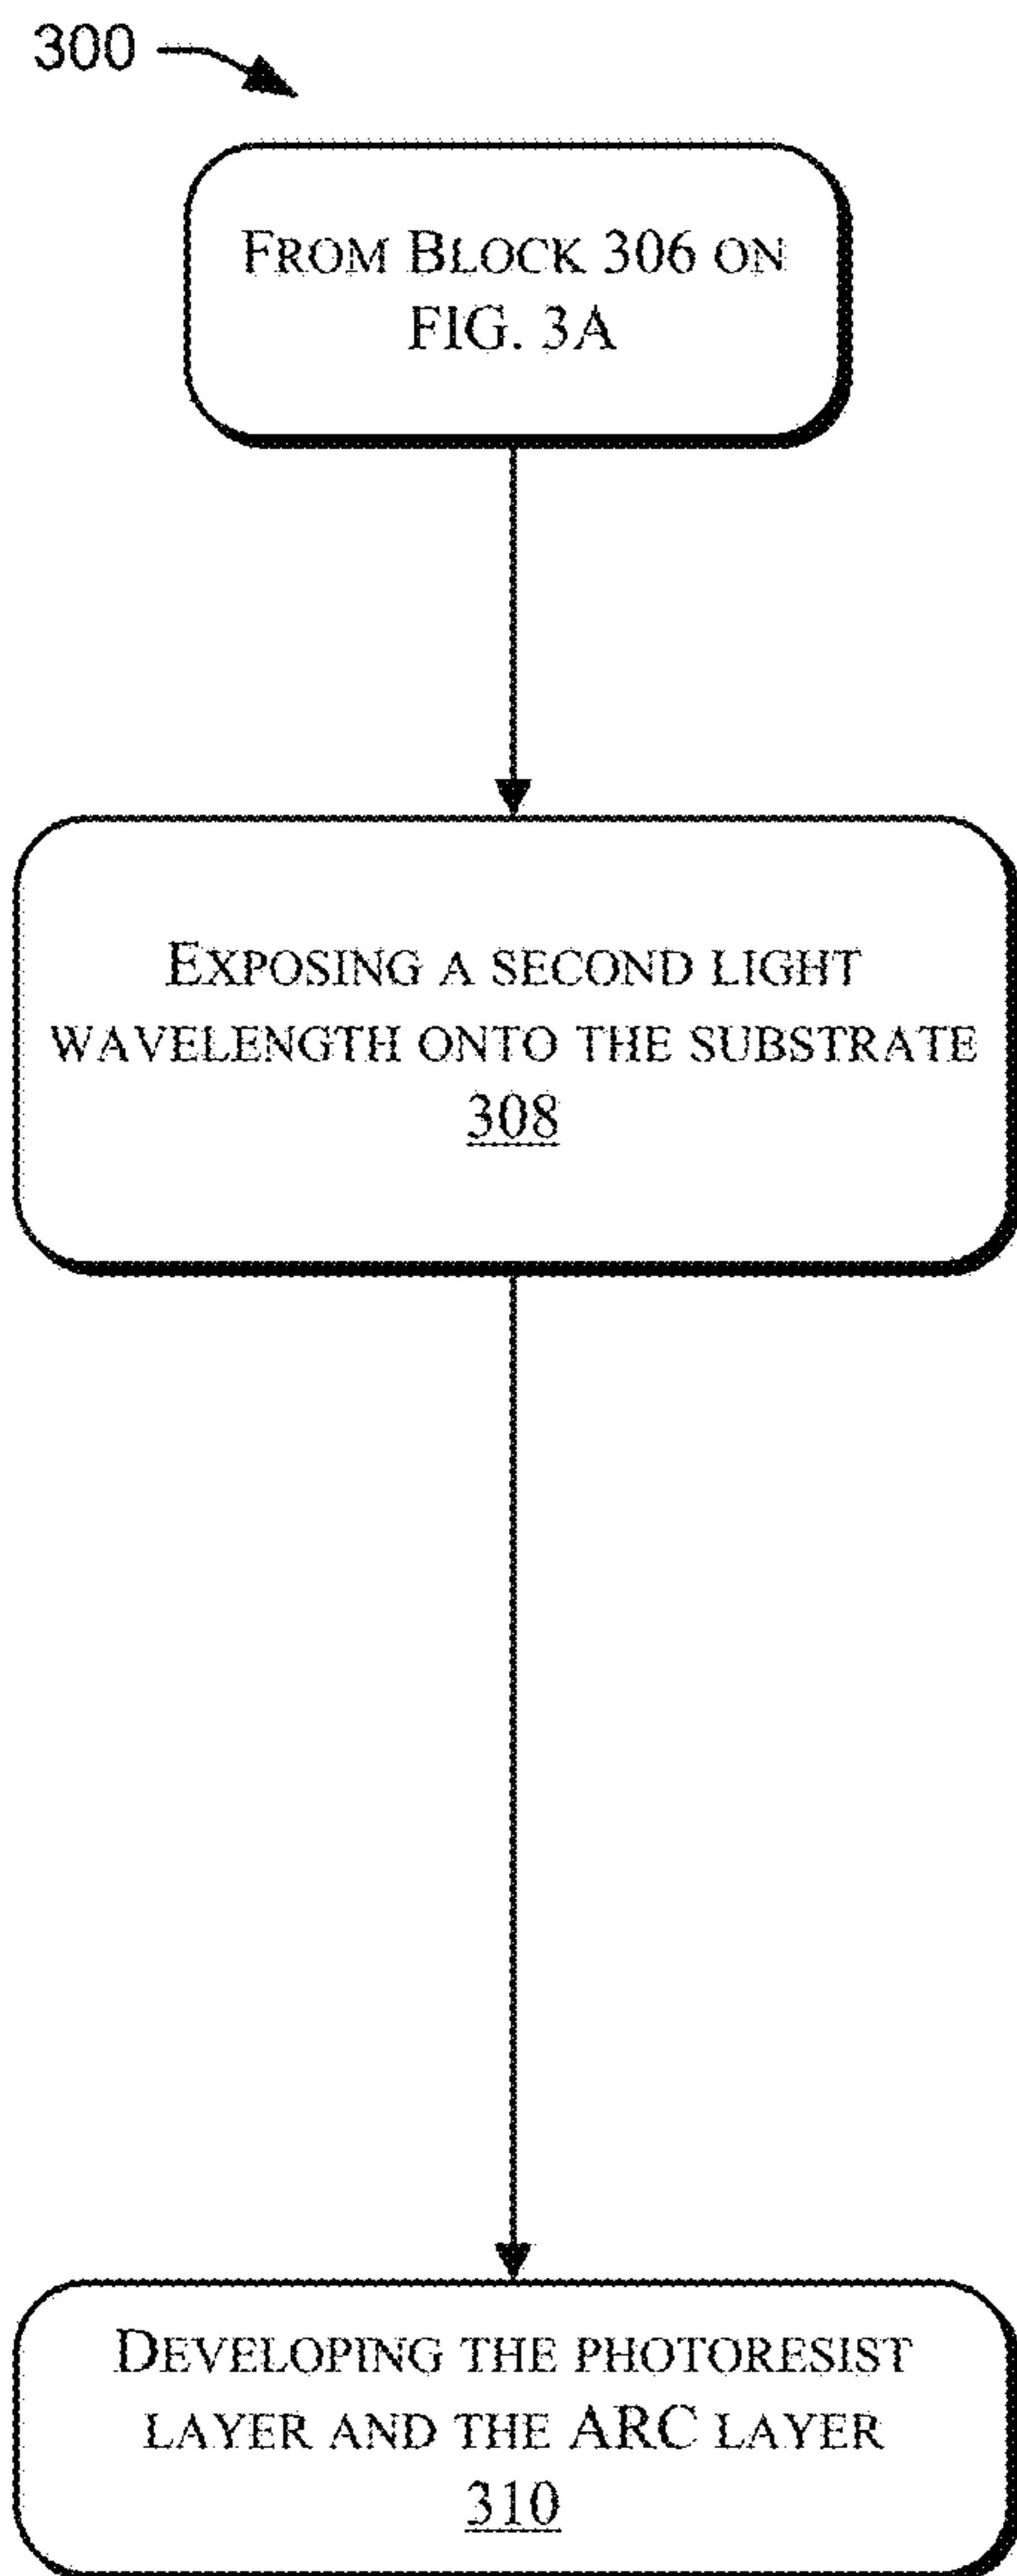 300
FROM BLOCK 306 ON
FIG. 3A
EXPOSING A SECOND LIGHT
WAVELENGTH ONTO THE SUBSTRATE
308
DEVELOPING THE PHOTORESIST
LAYER AND THE ARC LAYER
310